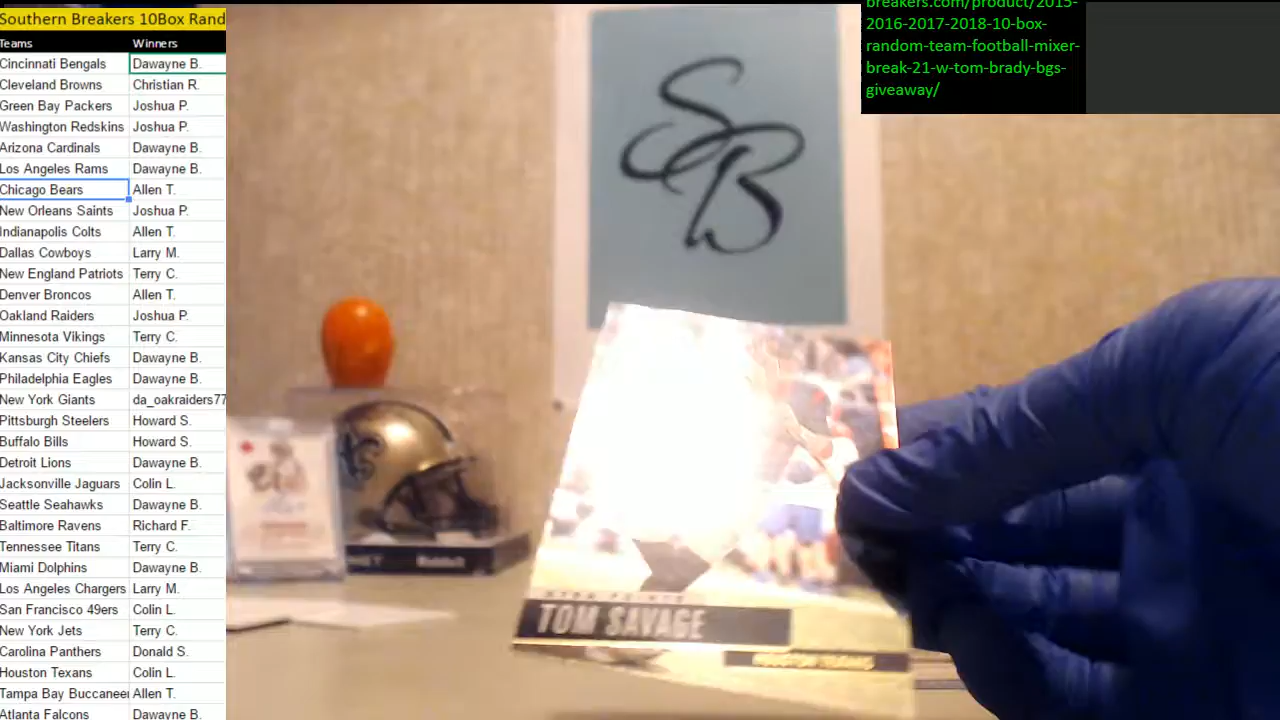 Southern Breakers 10Box Rand
Teams Winners
Cincinnati Bengals Dawayne B.
Cleveland Browns Christian R.
Green Bay Packers Joshua P.
Washington Redskins Joshua P.
Arizona Cardinals Dawayne B.
Los Angeles Rams Dawayne B.
Chicago Bears Allen T.
New Orleans Saints Joshua P.
Indianapolis Colts Allen T.
Dallas Cowboys Larry M.
New England Patriots Terry C.
Denver Broncos Allen T.
Oakland Raiders Joshua P.
Minnesota Vikings Terry C.
Kansas City Chiefs Dawayne B.
Philadelphia Eagles Dawayne B.
New York Giants da_oakraiders77
Pittsburgh Steelers Howard S.
Buffalo Bills Howard S.
Detroit Lions Dawayne B.
Jacksonville Jaguars Colin L.
Seattle Seahawks Dawayne B.
Baltimore Ravens Richard F.
Tennessee Titans Terry C.
Miami Dolphins Dawayne B.
Los Angeles Chargers Larry M.
San Francisco 49ers Colin L.
New York Jets Terry C.
Carolina Panthers Donald S.
Houston Texans Colin L.
Tampa Bay Buccaneer Allen T.
Atlanta Falcons Dawayne B.
breakers.com/product/2015-
2016-2017-2018-10-box-
random-team-football-mixer-
break-21-w-tom-brady-bgs-
giveaway/
SB
XTRA POINTS
TOM SAVAGE
HOUSTON TEXANS
Riddell